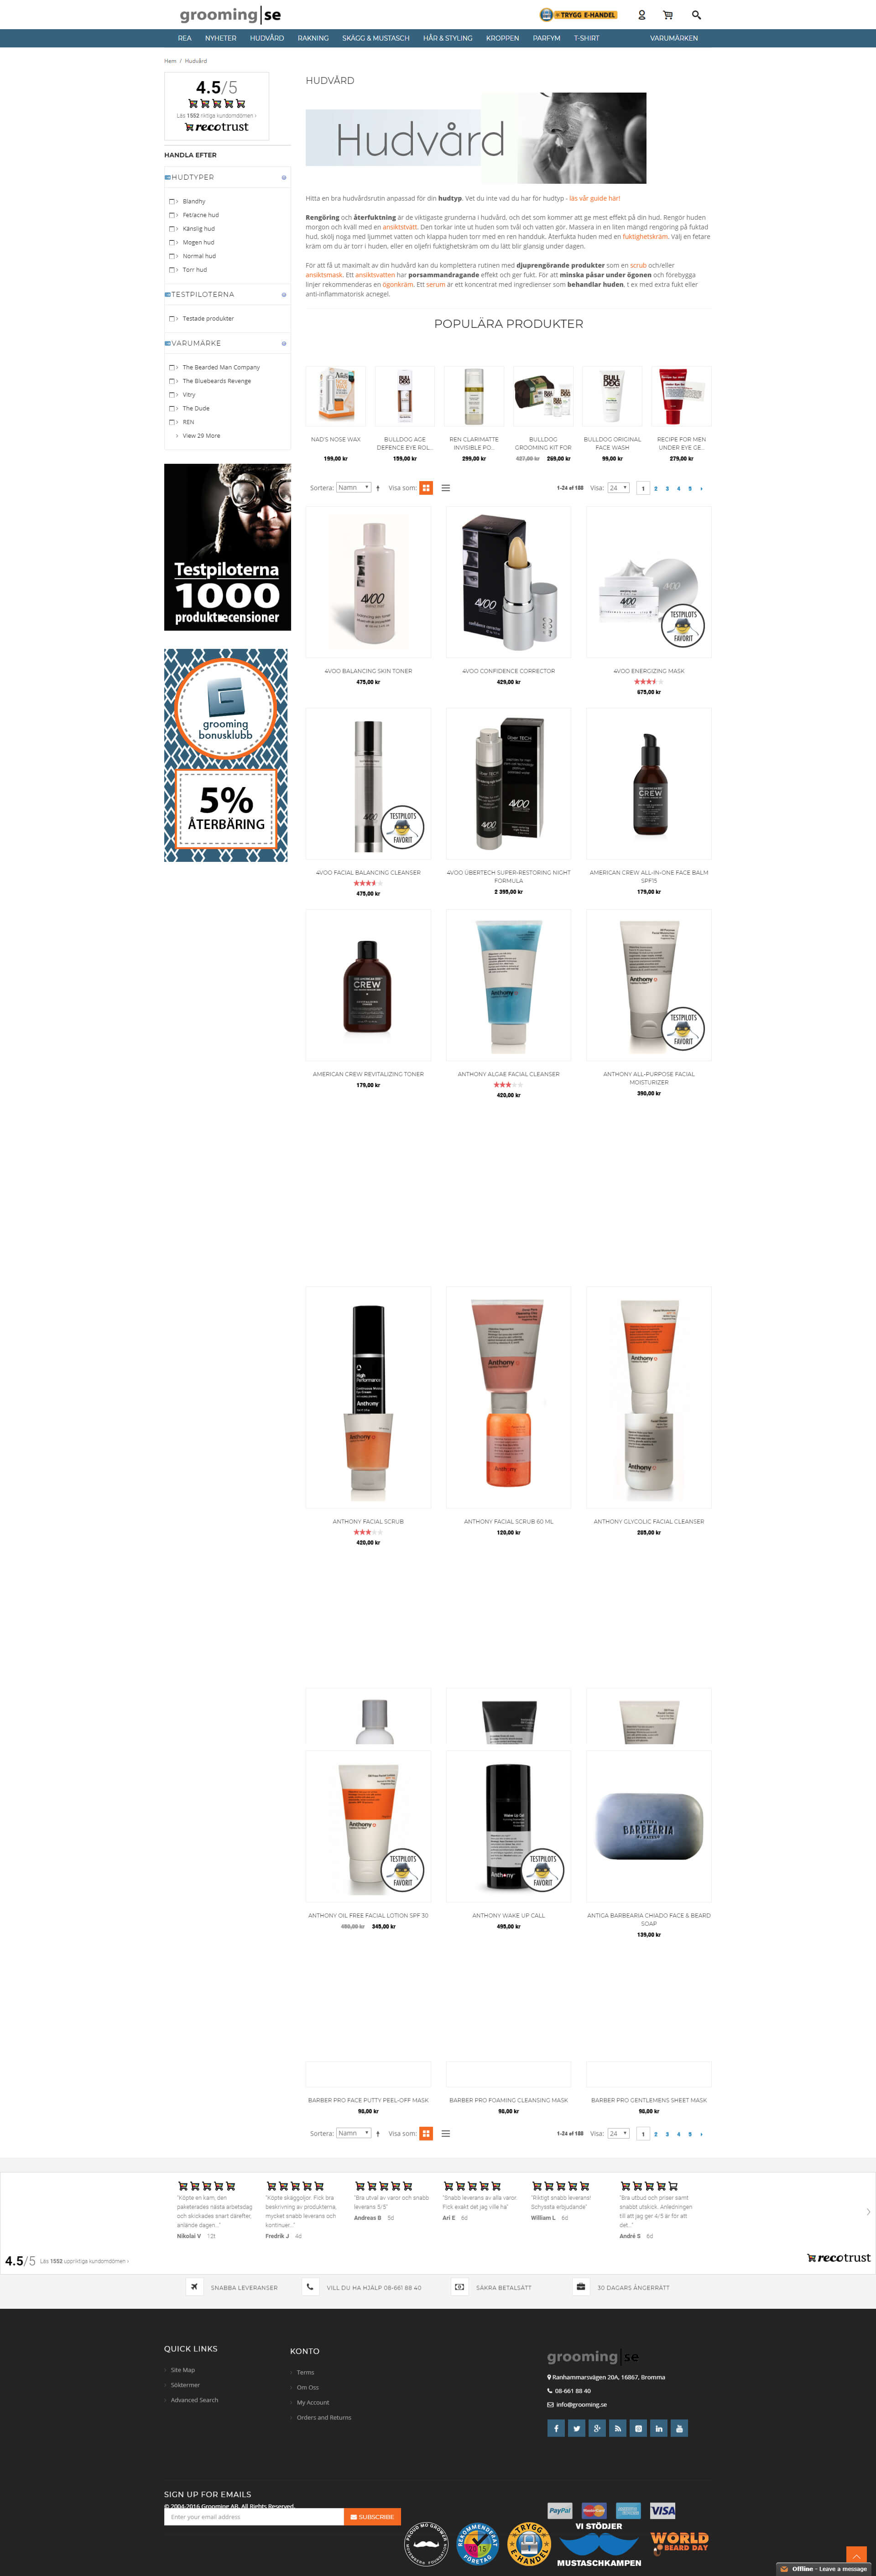 grooming|se
TRYGG E-HANDEL
REA NYHETER HUDVÅRD RAKNING SKÄGG & MUSTASCH HÅR & STYLING KROPPEN PARFYM T-SHIRT VARUMÄRKEN
Hem / Hudvård
4.5/5
Läs 1552 riktiga kundomdömen ›
recotrust
HANDLA EFTER
HUDTYPER
Blandhy
Fet/acne hud
Känslig hud
Mogen hud
Normal hud
Torr hud
TESTPILOTERNA
Testade produkter
VARUMÄRKE
The Bearded Man Company
The Bluebeards Revenge
Vitry
The Dude
REN
View 29 More
Testpiloterna
1000
produktrecensioner
grooming
bonusklubb
5%
ÅTERBÄRING
HUDVÅRD
Hudvård
Hitta en bra hudvårdsrutin anpassad för din hudtyp. Vet du inte vad du har för hudtyp - läs vår guide här!
Rengöring och återfuktning är de viktigaste grunderna i hudvård, och det som kommer att ge mest effekt på din hud. Rengör huden
morgon och kväll med en ansiktstvätt. Den torkar inte ut huden som tvål och vatten gör. Massera in en liten mängd rengöring på fuktad
hud, skölj noga med ljummet vatten och klappa huden torr med en ren handduk. Återfukta huden med en fuktighetskräm. Välj en fetare
kräm om du är torr i huden, eller en oljefri fuktighetskräm om du lätt blir glansig under dagen.
För att få ut maximalt av din hudvård kan du komplettera rutinen med djuprengörande produkter som en scrub och/eller
ansiktsmask. Ett ansiktsvatten har porsammandragande effekt och ger fukt. För att minska påsar under ögonen och förebygga
linjer rekommenderas en ögonkräm. Ett serum är ett koncentrat med ingredienser som behandlar huden, t ex med extra fukt eller
anti-inflammatorisk acnegel.
POPULÄRA PRODUKTER
NAD'S NOSE WAX
199,00 kr
BULLDOG AGE
DEFENCE EYE ROL...
159,00 kr
REN CLARIMATTE
INVISIBLE PO...
299,00 kr
BULLDOG
GROOMING KIT FOR
427,00 kr 269,00 kr
BULLDOG ORIGINAL
FACE WASH
99,00 kr
RECIPE FOR MEN
UNDER EYE GE...
279,00 kr
Sortera: Namn Visa som: 1-24 of 188 Visa: 24 1 2 3 4 5
4VOO BALANCING SKIN TONER
475,00 kr
4VOO CONFIDENCE CORRECTOR
429,00 kr
TESTPILOTS
FAVORIT
4VOO ENERGIZING MASK
675,00 kr
TESTPILOTS
FAVORIT
4VOO FACIAL BALANCING CLEANSER
475,00 kr
4VOO ÜBERTECH SUPER-RESTORING NIGHT
FORMULA
2 395,00 kr
AMERICAN CREW ALL-IN-ONE FACE BALM
SPF15
179,00 kr
AMERICAN CREW REVITALIZING TONER
179,00 kr
ANTHONY ALGAE FACIAL CLEANSER
420,00 kr
TESTPILOTS
FAVORIT
ANTHONY ALL-PURPOSE FACIAL
MOISTURIZER
390,00 kr
ANTHONY FACIAL SCRUB
420,00 kr
ANTHONY FACIAL SCRUB 60 ML
120,00 kr
ANTHONY GLYCOLIC FACIAL CLEANSER
285,00 kr
TESTPILOTS
FAVORIT
ANTHONY OIL FREE FACIAL LOTION SPF 30
345,00 kr
TESTPILOTS
FAVORIT
ANTHONY WAKE UP CALL
495,00 kr
BARBEARIA
ANTIGA BARBEARIA CHIADO FACE & BEARD
SOAP
139,00 kr
BARBER PRO FACE PUTTY PEEL-OFF MASK
90,00 kr
BARBER PRO FOAMING CLEANSING MASK
90,00 kr
BARBER PRO GENTLEMENS SHEET MASK
90,00 kr
Sortera: Namn Visa som: 1-24 of 188 Visa: 24 1 2 3 4 5
"Köpte en kam, den
paketerades nästa arbetsdag
och skickades snart därefter,
anlände dagen..."
Nikolai V 12t
"Köpte skäggoljor. Fick bra
beskrivning av produkterna,
mycket snabb leverans och
kontinuer..."
Fredrik J 4d
"Bra utval av varor och snabb
leverans 5/5"
Andreas B 5d
"Snabb leverans av alla varor.
Fick exakt det jag ville ha"
Ari E 6d
"Riktigt snabb leverans!
Schyssta erbjudande"
William L 6d
"Bra utbud och priser samt
snabbt utskick. Anledningen
till att jag ger 4/5 är för att
det..."
André S 6d
4.5/5 Läs 1552 uppriktiga kundomdömen ›
recotrust
SNABBA LEVERANSER VILL DU HA HJÄLP 08-661 88 40 SÄKRA BETALSÄTT 30 DAGARS ÅNGERRÄTT
QUICK LINKS
Site Map
Söktermer
Advanced Search
KONTO
Terms
Om Oss
My Account
Orders and Returns
grooming|se
Ranhammarsvägen 20A, 16867, Bromma
08-661 88 40
info@grooming.se
SIGN UP FOR EMAILS
© 2004-2016 Grooming AB. All Rights Reserved.
Enter your email address SUBSCRIBE
PayPal MasterCard VISA
PROUD MO GROWER
REKOMMENDERAT
FÖRETAG
TRYGG
E-HANDEL
VI STÖDJER
MUSTASCHKAMPEN
WORLD
BEARD DAY
Offline - Leave a message